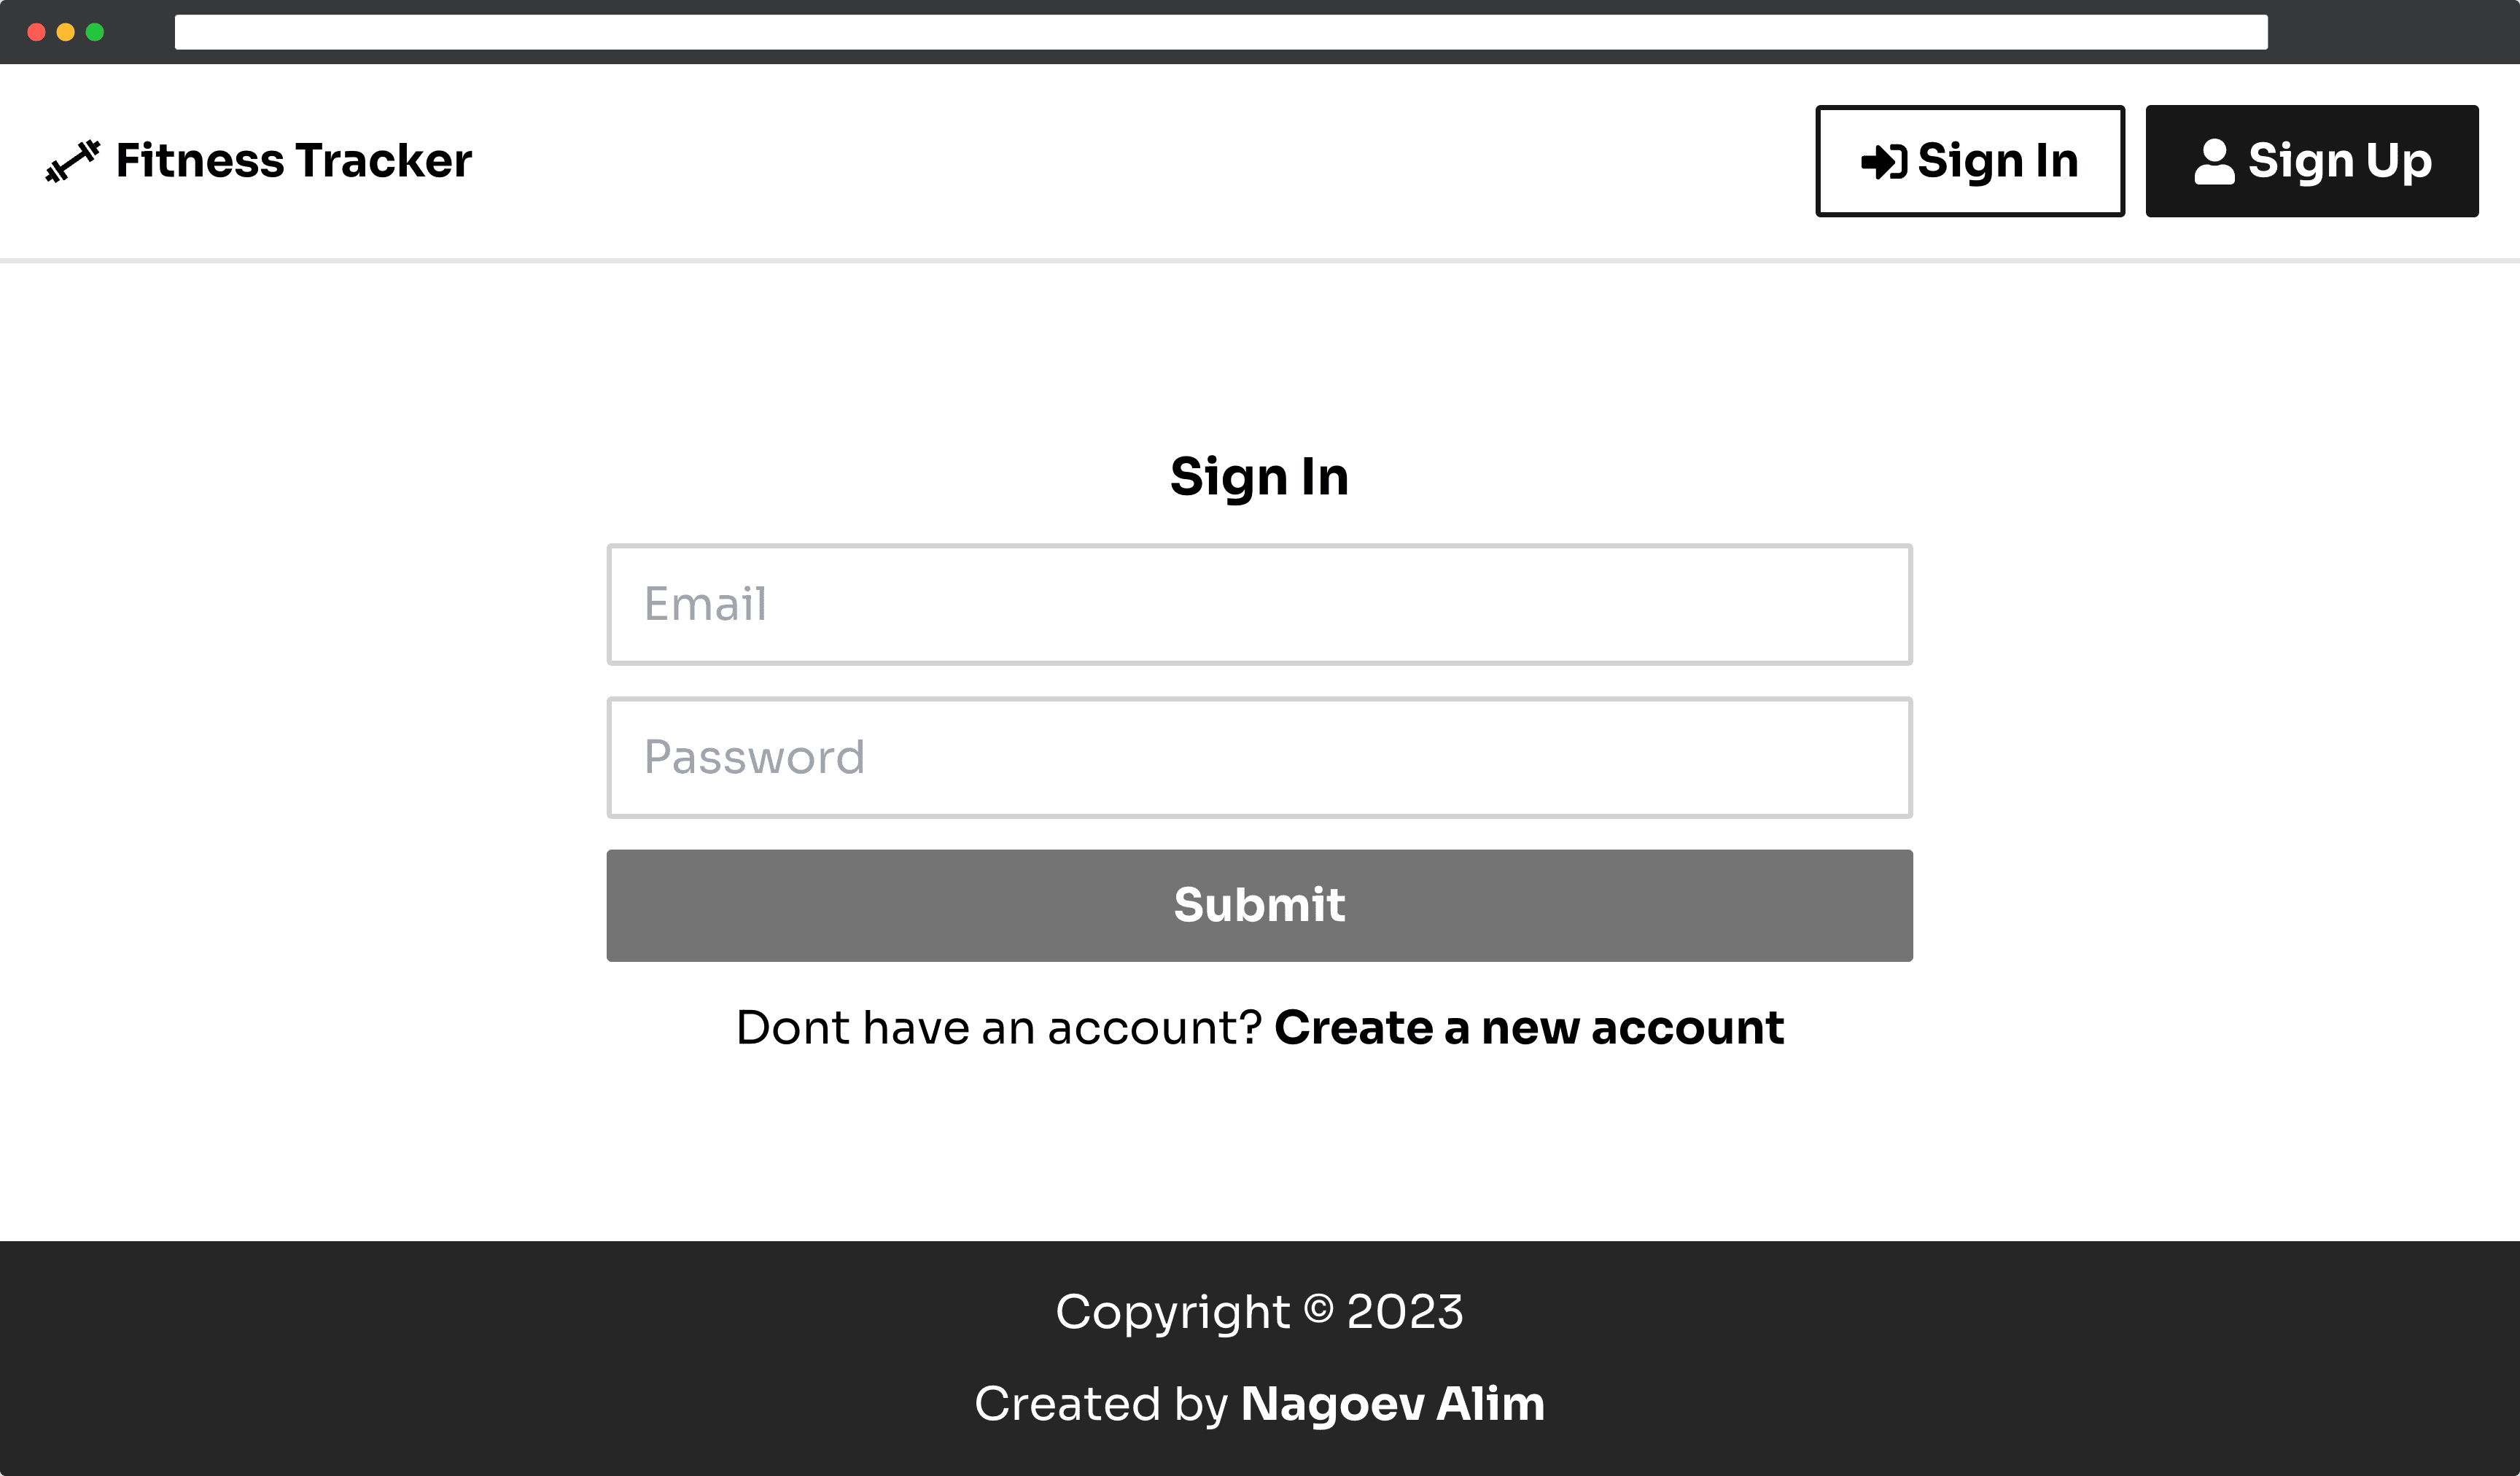 Fitness Tracker
Sign In
Sign Up
Sign In
Email
Password
Submit
Dont have an account? Create a new account
Copyright © 2023
Created by Nagoev Alim